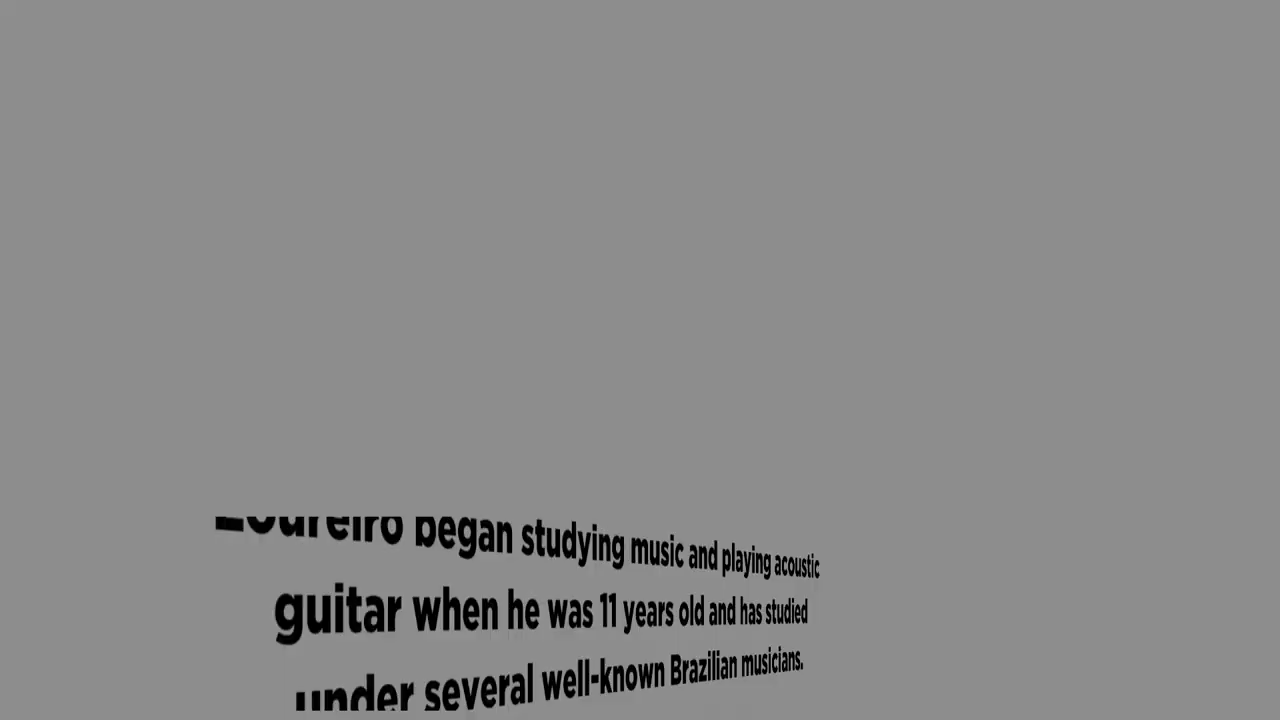 Loureiro began studying music and playing acoustic
guitar when he was 11 years old and has studied
under several well-known Brazilian musicians.